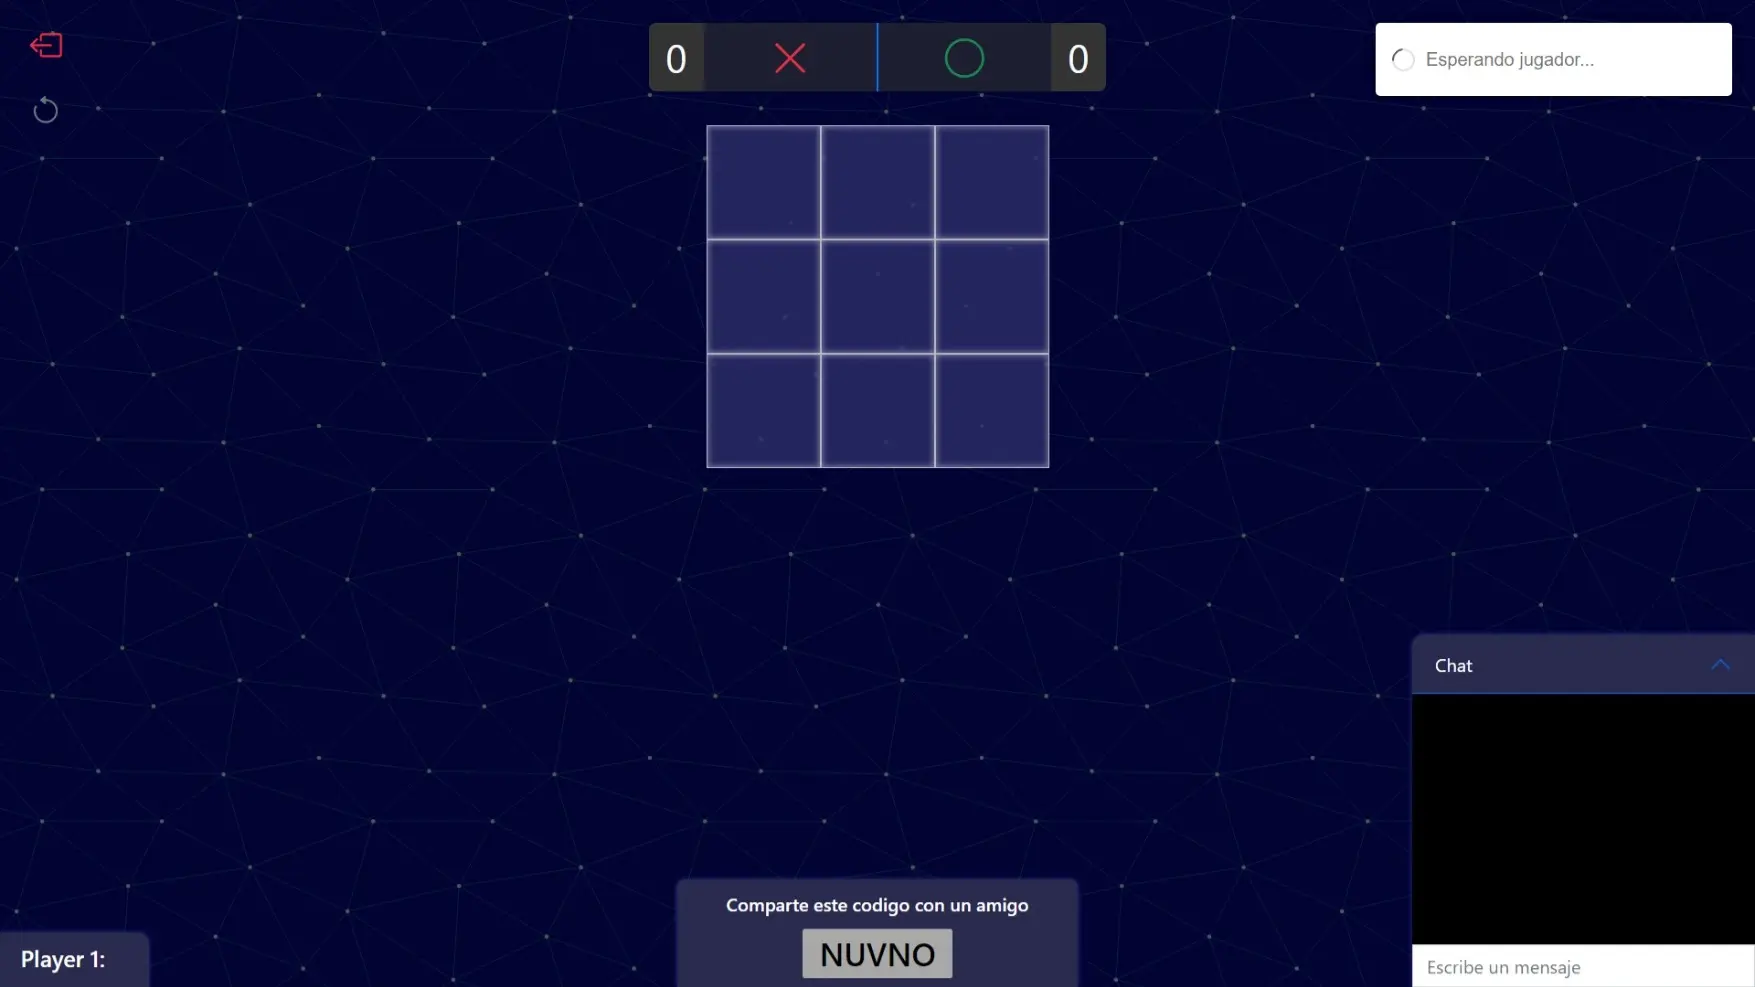 0
0
Esperando jugador...
Chat
Comparte este codigo con un amigo
NUVNO
Player 1:
Escribe un mensaje